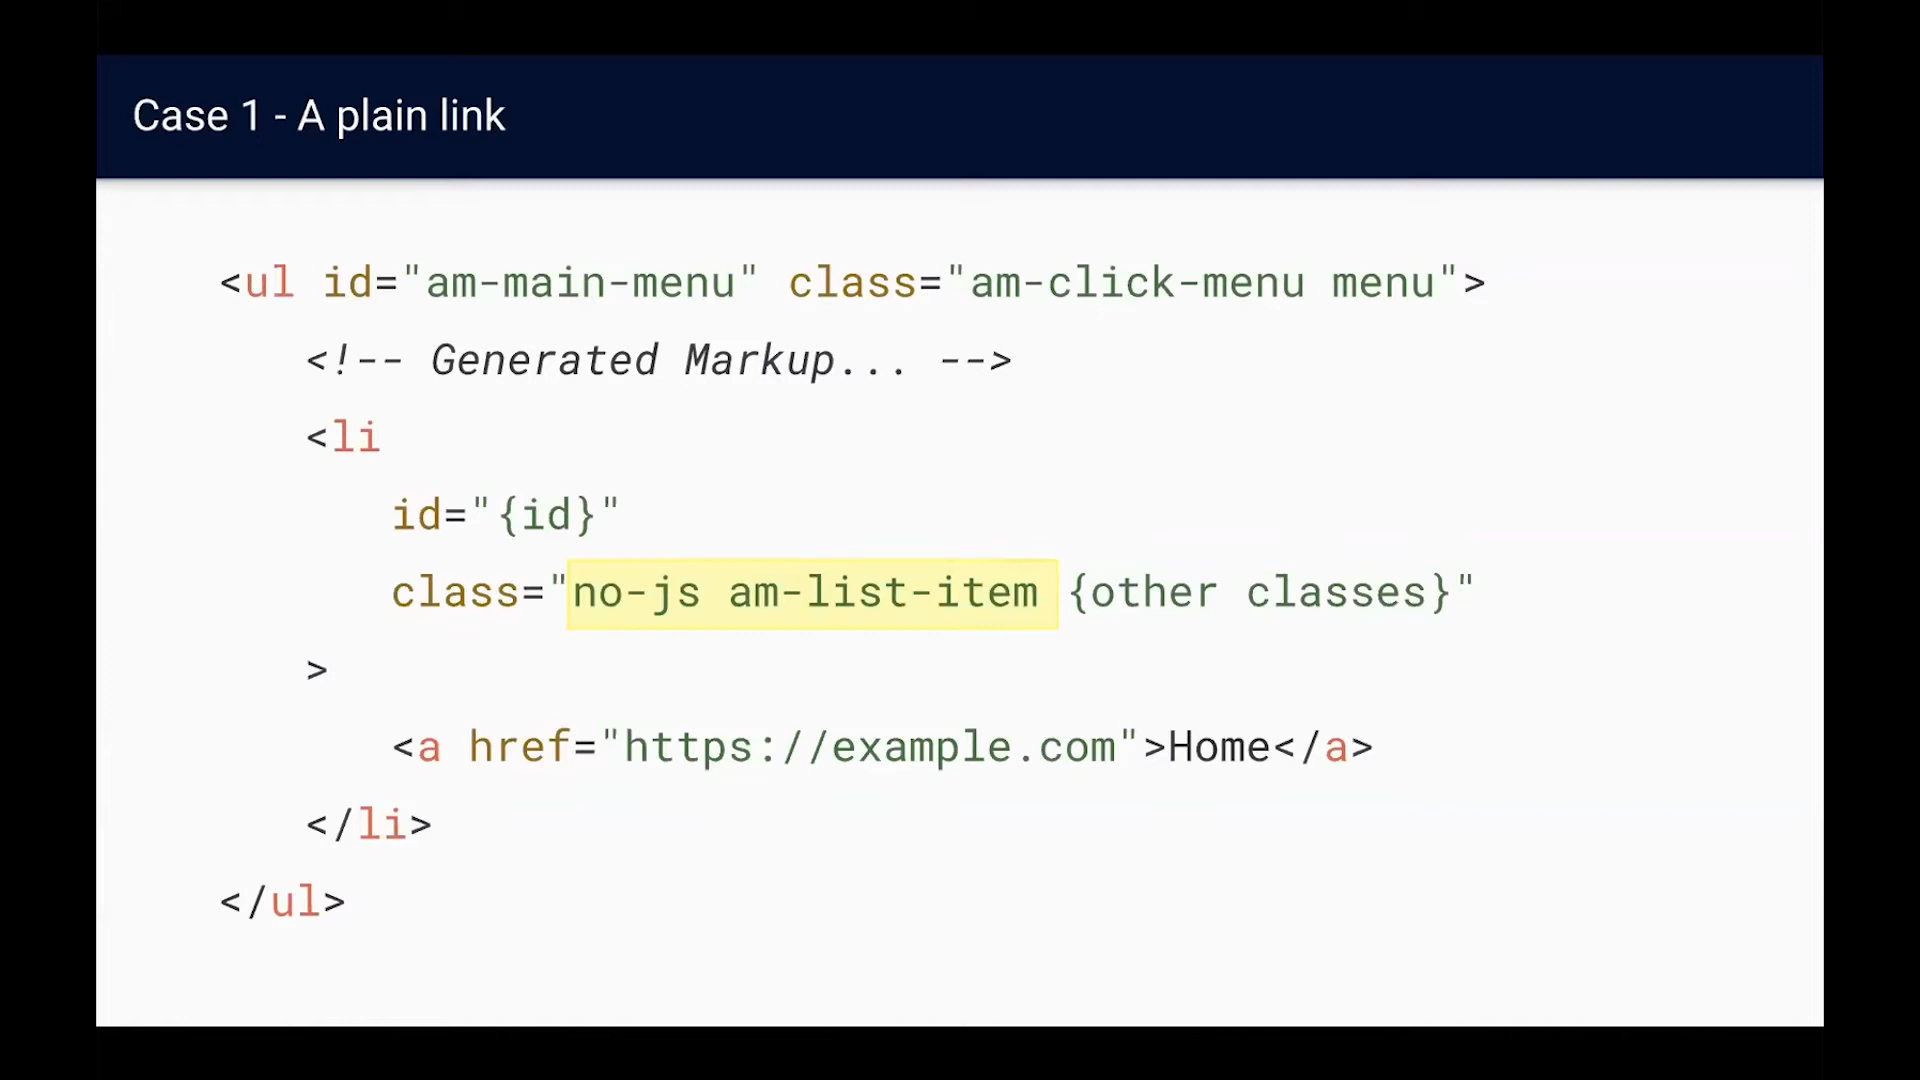 Case 1 - A plain link
<ul id="am-main-menu" class="am-click-menu menu">
<!-- Generated Markup... -->
<li
id="{id}"
class="no-js am-list-item {other classes}"
>
<a href="https://example.com">Home</a>
</li>
</ul>